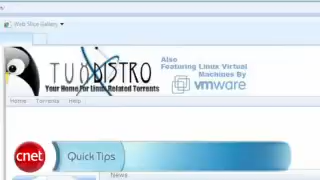 Web Slice Gallery
TUXDISTRO
Your Home For Linux Related Torrents
Also
Featuring Linux Virtual
Machines By
vmware
Home Torrents Help
cnet
Quick Tips
News